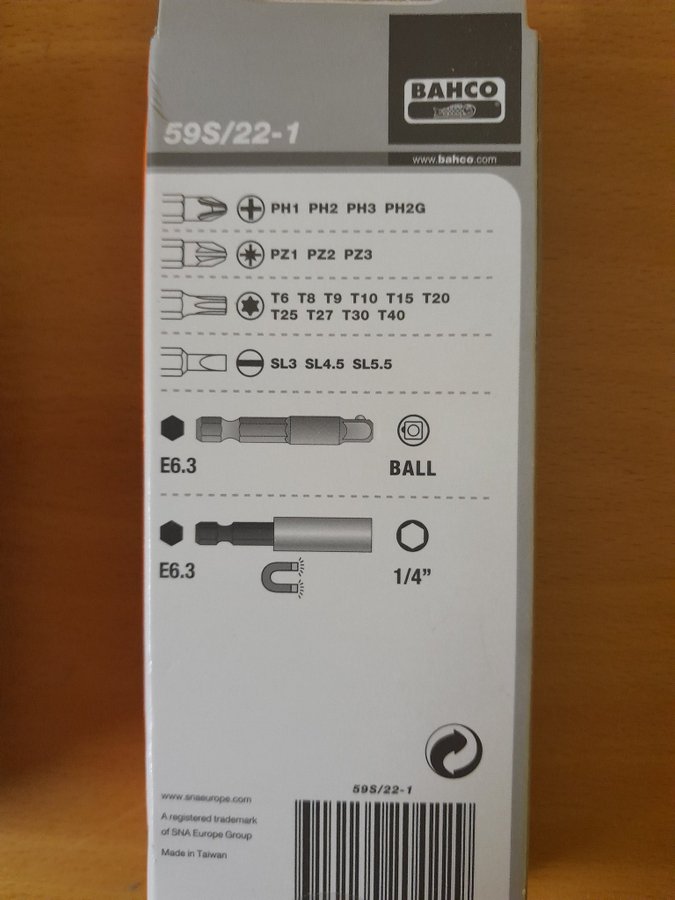 BAHCO
59S/22-1
www.bahco.com
PH1 PH2 PH3 PH2G
PZ1 PZ2 PZ3
T6 T8 T9 T10 T15 T20
T25 T27 T30 T40
SL3 SL4.5 SL5.5
E6.3
BALL
E6.3
1/4”
59S/22-1
www.snaeurope.com
A registered trademark
of SNA Europe Group
Made in Taiwan